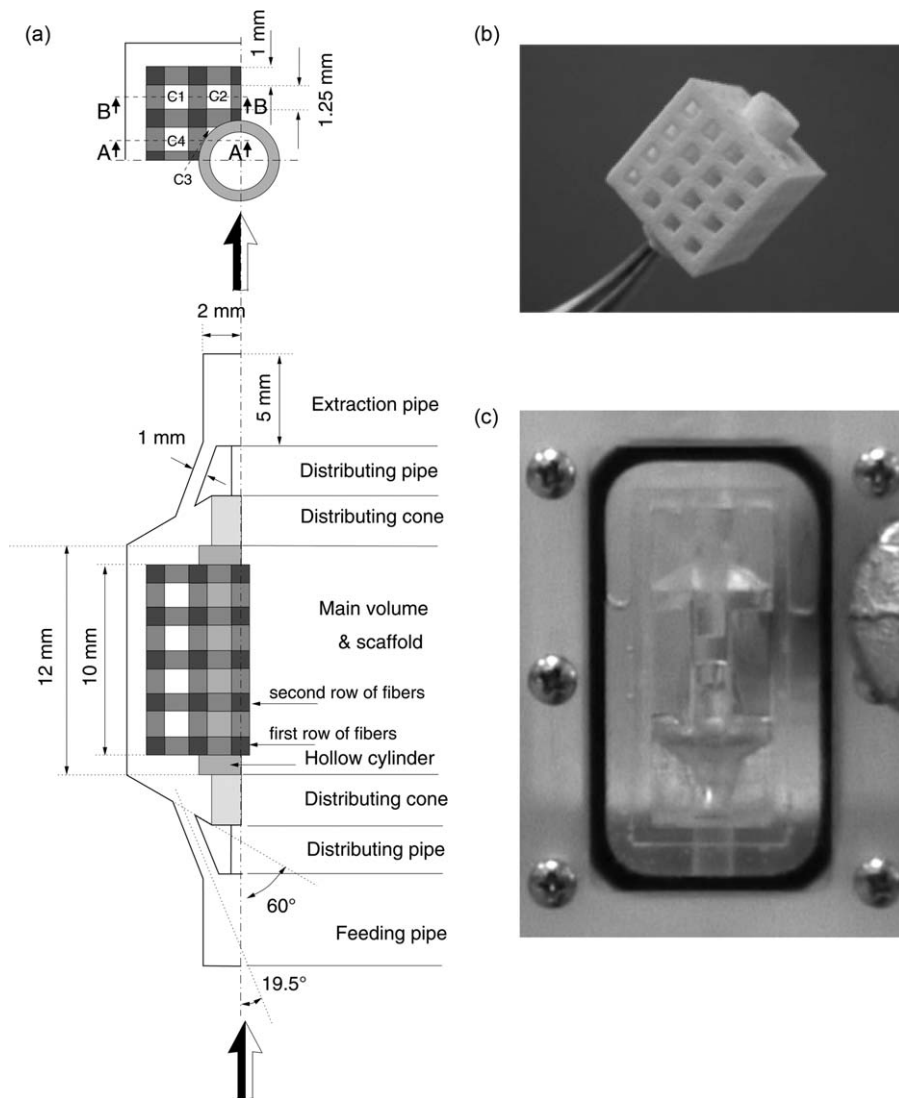 (a)
1 mm
1.25 mm
C1
C2
B
B
C4
A
A
C3
2 mm
5 mm
Extraction pipe
1 mm
Distributing pipe
Distributing cone
12 mm
10 mm
Main volume
& scaffold
second row of fibers
first row of fibers
Hollow cylinder
Distributing cone
Distributing pipe
60°
Feeding pipe
19.5°
(b)
(c)